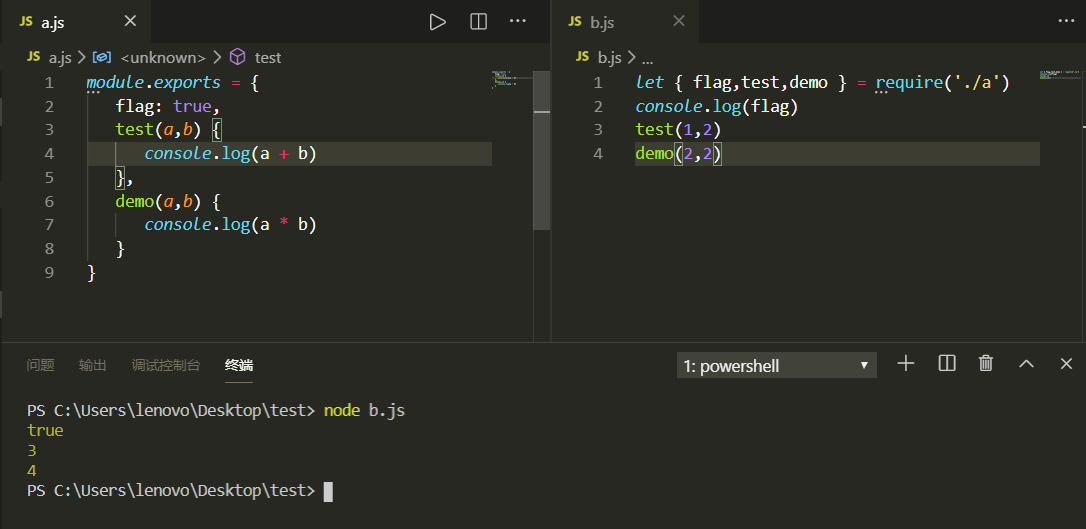 JS a.js
JS a.js > <unknown> > test
1 module.exports = {
2 flag: true,
3 test(a,b) {
4 console.log(a + b)
5 },
6 demo(a,b) {
7 console.log(a * b)
8 }
9 }
JS b.js
JS b.js > ...
1 let { flag,test,demo } = require('./a')
2 console.log(flag)
3 test(1,2)
4 demo(2,2)
问题 输出 调试控制台 终端
1: powershell
PS C:\Users\lenovo\Desktop\test> node b.js
true
3
4
PS C:\Users\lenovo\Desktop\test>